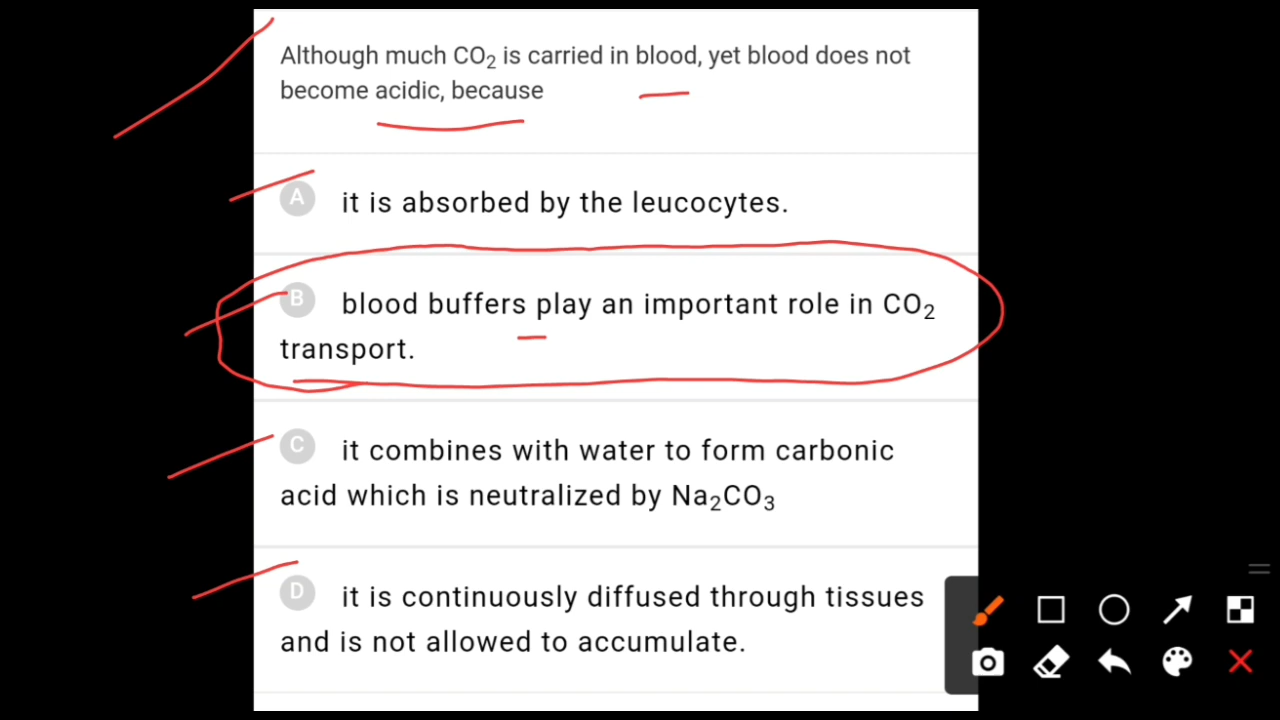 Although much CO₂ is carried in blood, yet blood does not
become acidic, because
A it is absorbed by the leucocytes.
B blood buffers play an important role in CO₂
transport.
C it combines with water to form carbonic
acid which is neutralized by Na₂CO₃
D it is continuously diffused through tissues
and is not allowed to accumulate.